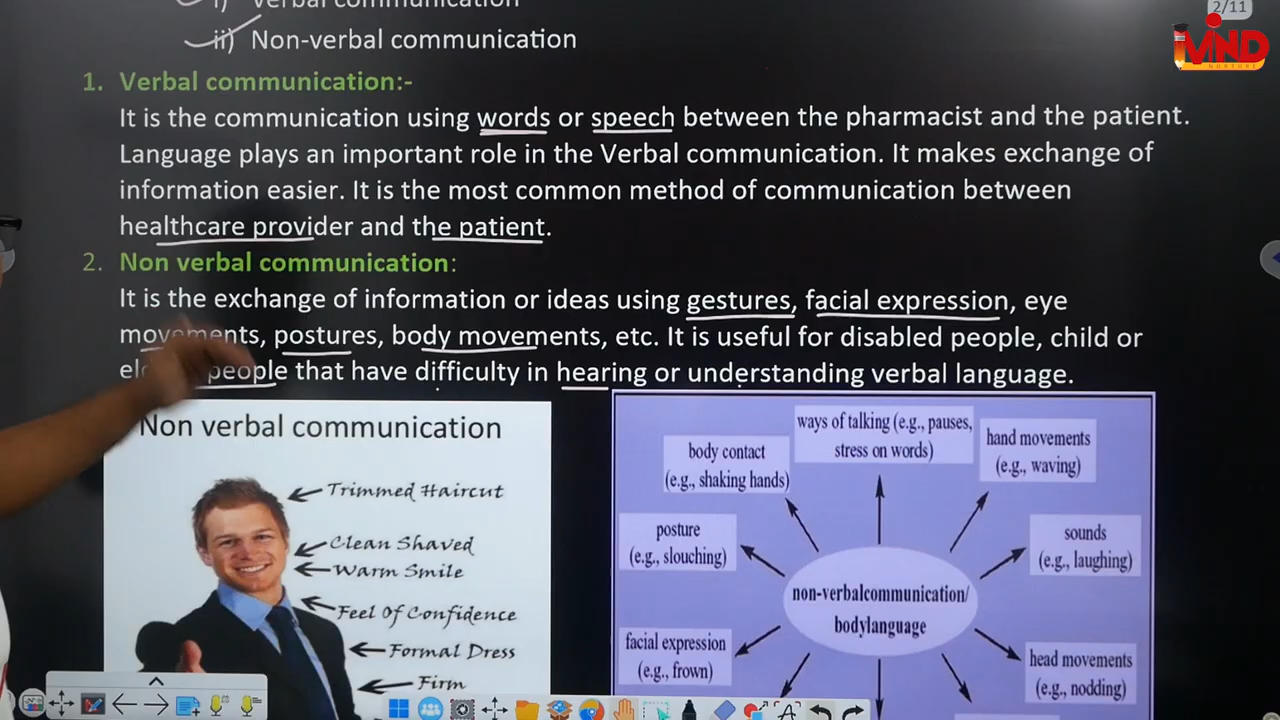 i) Verbal communication
2/11
ii) Non-verbal communication
MIND
NURTURE
1. Verbal communication:-
It is the communication using words or speech between the pharmacist and the patient.
Language plays an important role in the Verbal communication. It makes exchange of
information easier. It is the most common method of communication between
healthcare provider and the patient.
2. Non verbal communication:
It is the exchange of information or ideas using gestures, facial expression, eye
movements, postures, body movements, etc. It is useful for disabled people, child or
people that have difficulty in hearing or understanding verbal language.
Non verbal communication
Trimmed Haircut
Clean Shaved
Warm Smile
Feel Of Confidence
Formal Dress
Firm
ways of talking (e.g., pauses,
stress on words)
body contact
(e.g., shaking hands)
hand movements
(e.g., waving)
posture
(e.g., slouching)
sounds
(e.g., laughing)
non-verbalcommunication/
bodylanguage
facial expression
(e.g., frown)
head movements
(e.g., nodding)